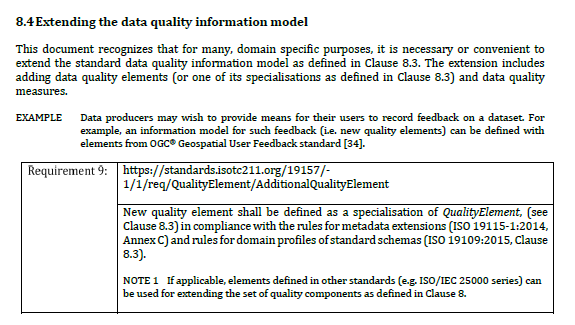 8.4 Extending the data quality information model
This document recognizes that for many, domain specific purposes, it is necessary or convenient to
extend the standard data quality information model as defined in Clause 8.3. The extension includes
adding data quality elements (or one of its specialisations as defined in Clause 8.3) and data quality
measures.
EXAMPLE Data producers may wish to provide means for their users to record feedback on a dataset. For
example, an information model for such feedback (i.e. new quality elements) can be defined with
elements from OGC® Geospatial User Feedback standard [34].
Requirement 9: https://standards.isotc211.org/19157/-
1/1/req/QualityElement/AdditionalQualityElement
New quality element shall be defined as a specialisation of QualityElement, (see
Clause 8.3) in compliance with the rules for metadata extensions (ISO 19115-1:2014,
Annex C) and rules for domain profiles of standard schemas (ISO 19109:2015, Clause
8.3).
NOTE 1 If applicable, elements defined in other standards (e.g. ISO/IEC 25000 series) can
be used for extending the set of quality components as defined in Clause 8.